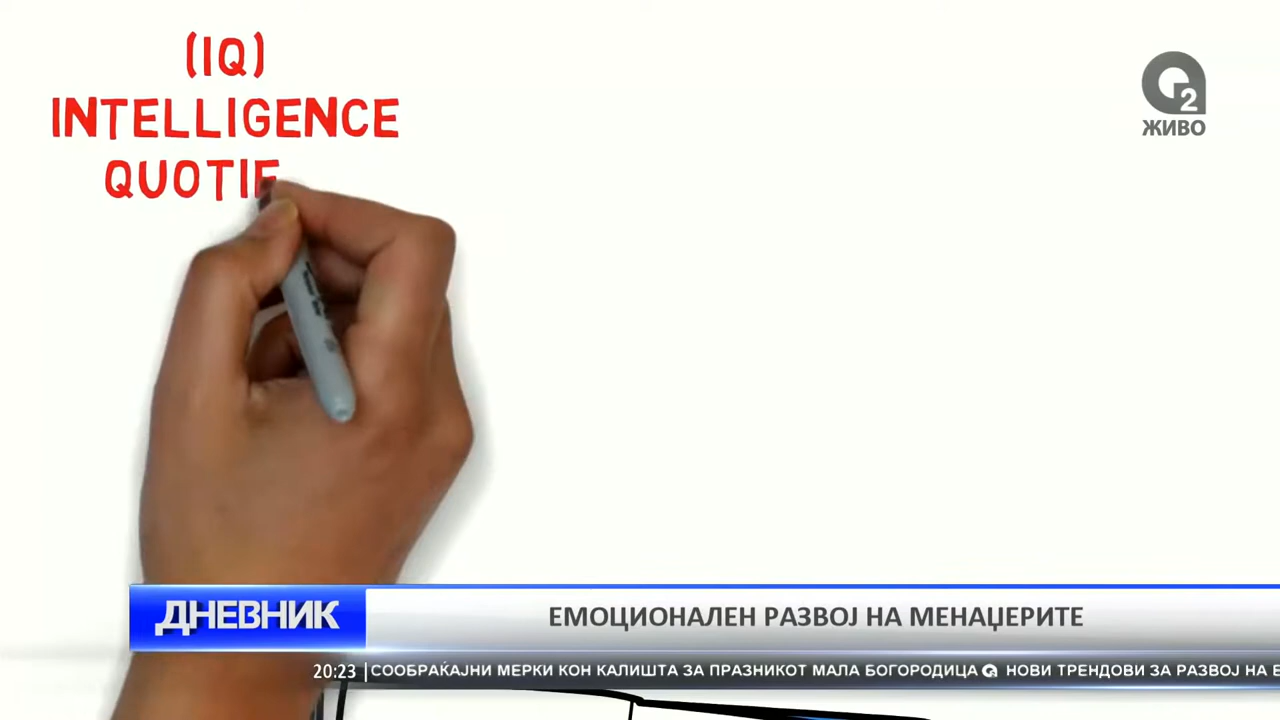 (IQ)
INTELLIGENCE
QUOTIE
2
ЖИВО
ДНЕВНИК
ЕМОЦИОНАЛЕН РАЗВОЈ НА МЕНАЏЕРИТЕ
20:23
СООБРАЌАЈНИ МЕРКИ КОН КАЛИШТА ЗА ПРАЗНИКОТ МАЛА БОГОРОДИЦА НОВИ ТРЕНДОВИ ЗА РАЗВОЈ НА